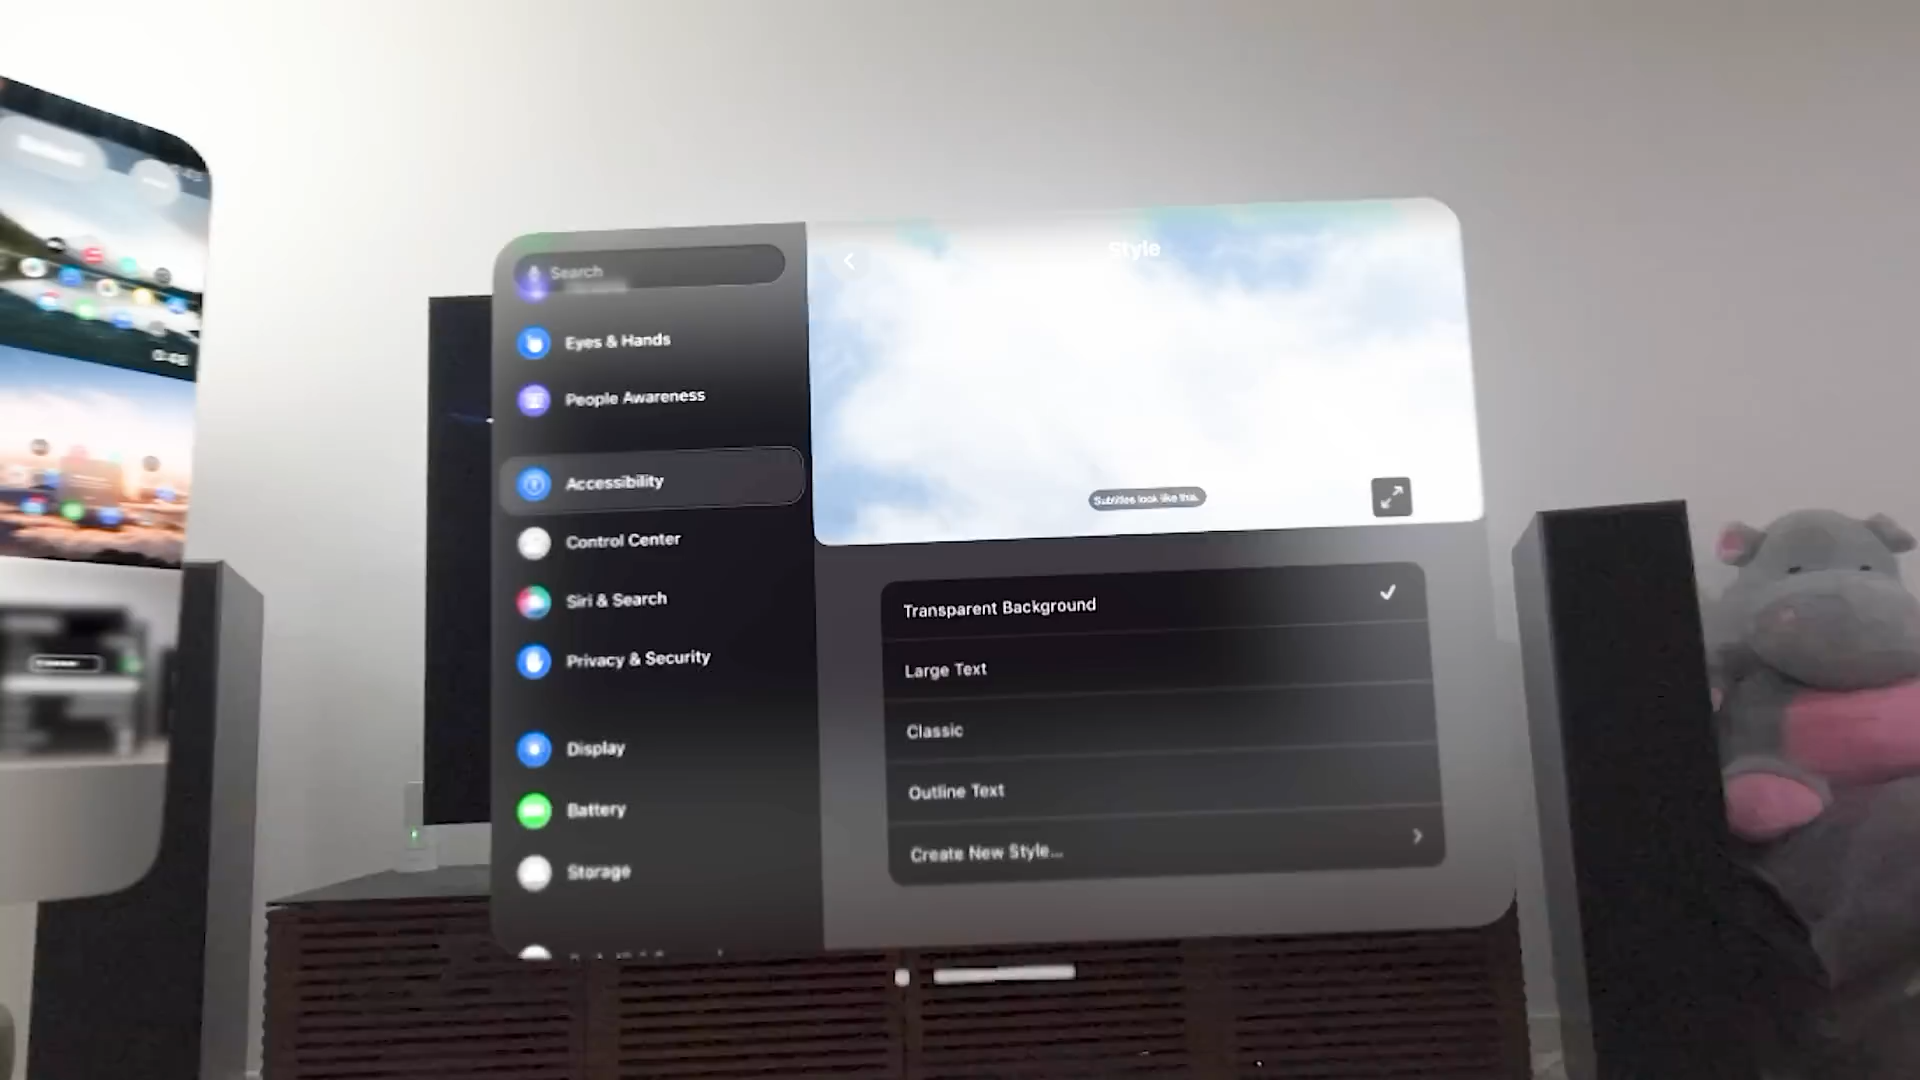 Search
Eyes & Hands
People Awareness
Accessibility
Control Center
Siri & Search
Privacy & Security
Display
Battery
Storage
Style
Subtitles look like this.
Transparent Background
Large Text
Classic
Outline Text
Create New Style...